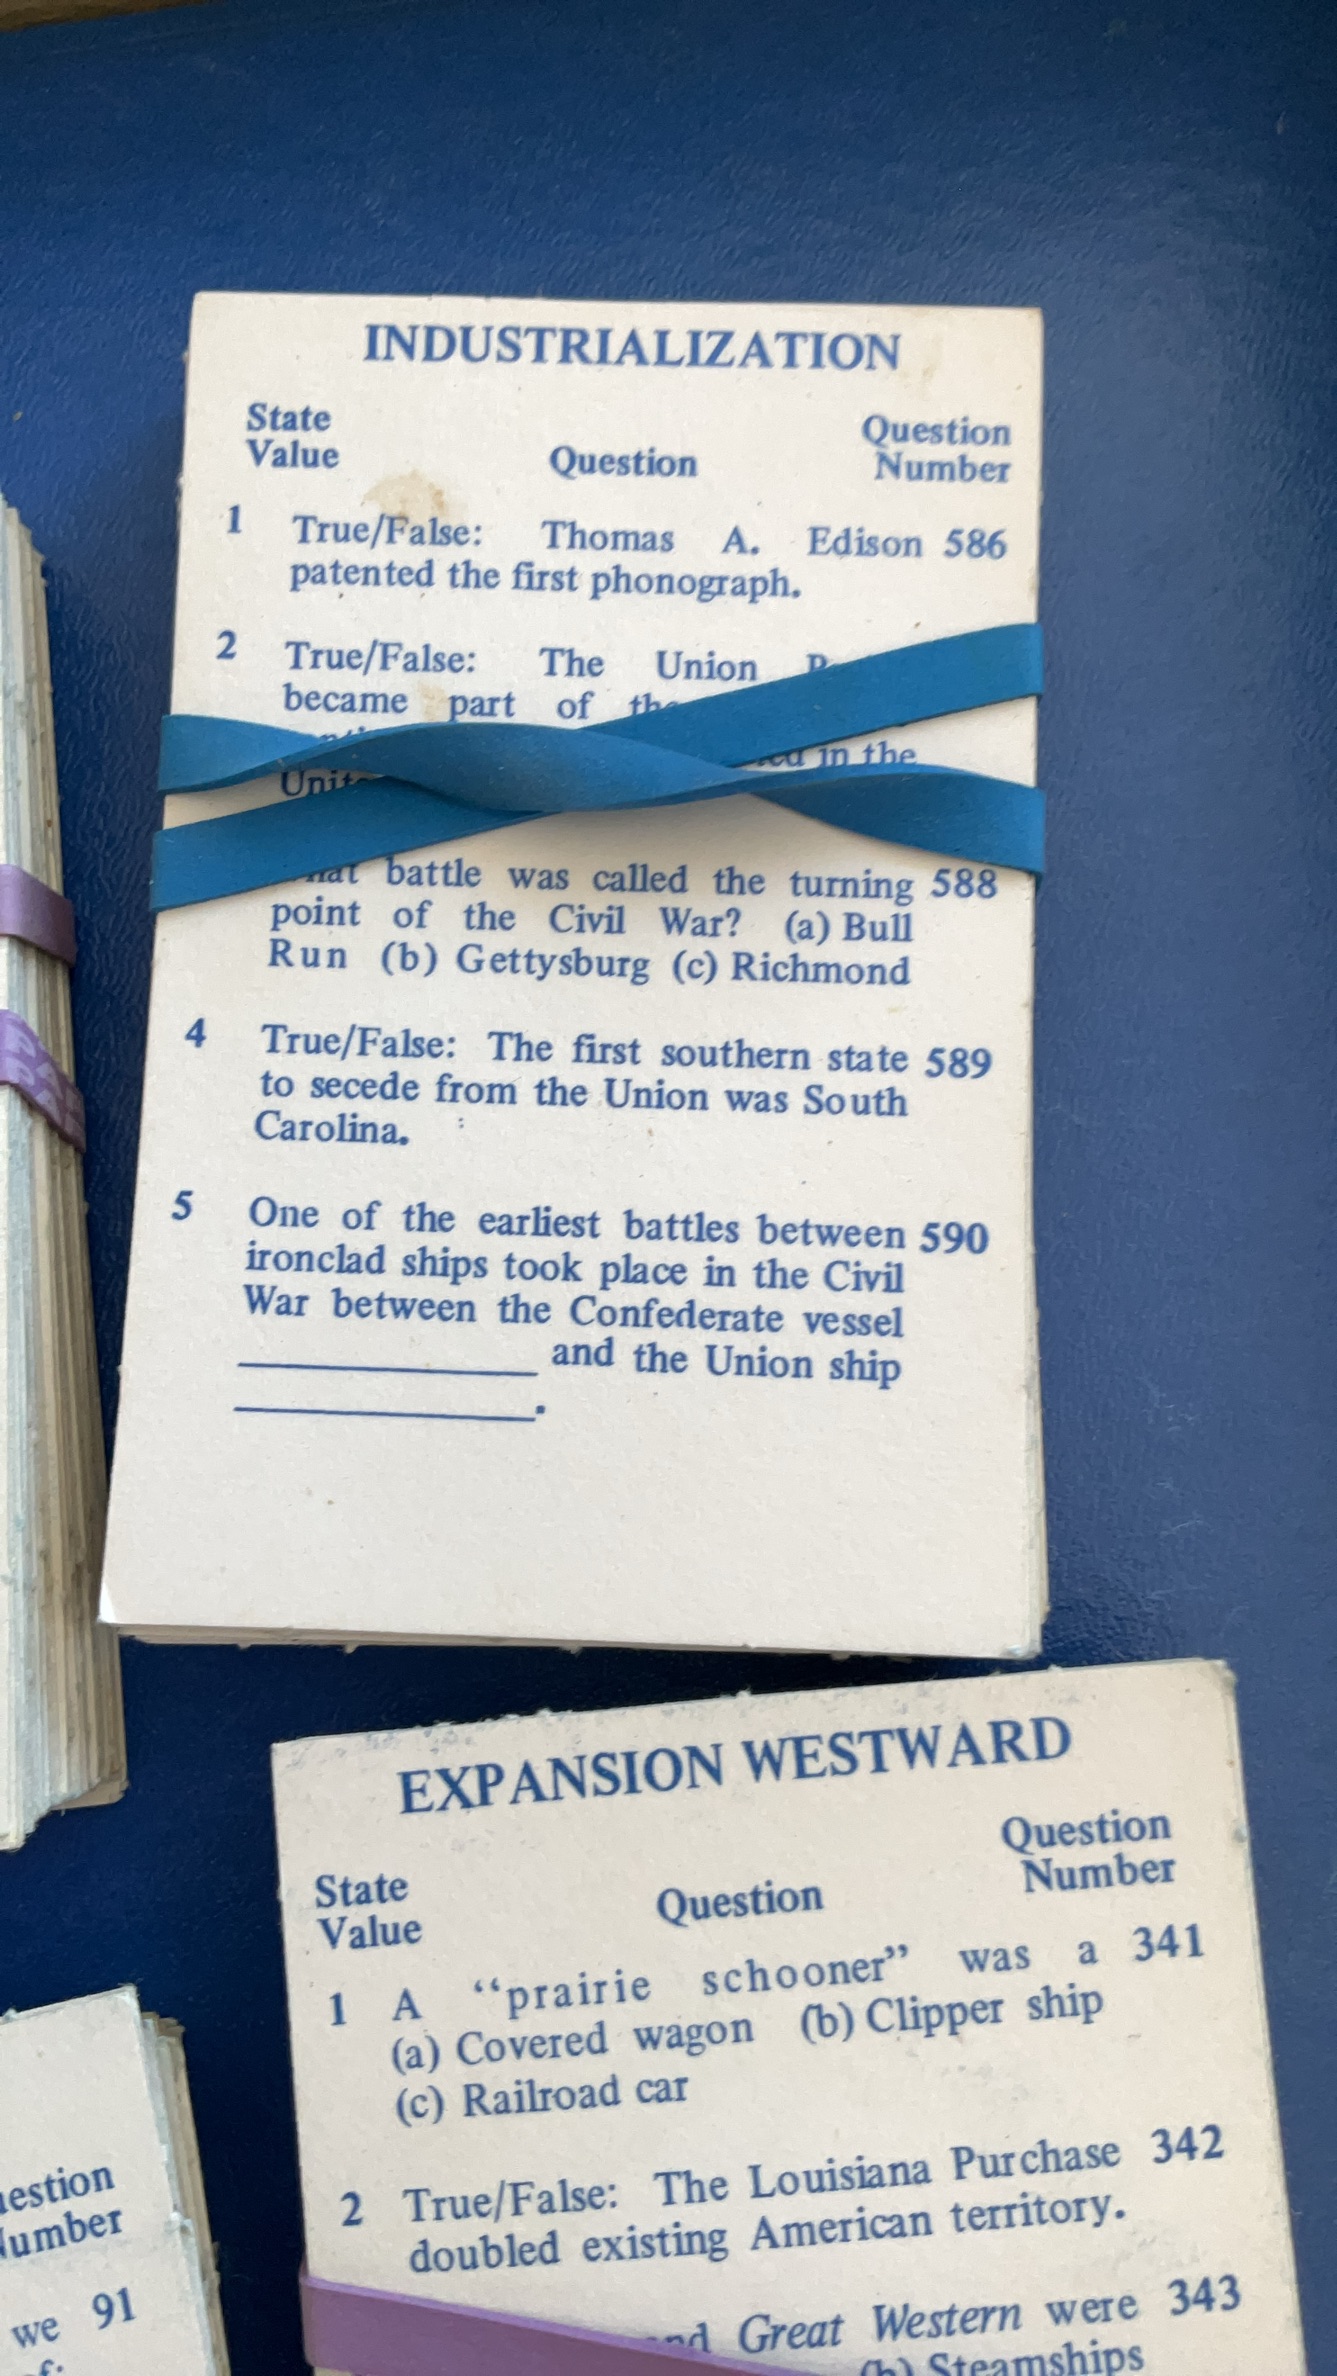 INDUSTRIALIZATION
State
Value
Question
Question
Number
1 True/False: Thomas A. Edison 586
patented the first phonograph.
2 True/False: The Union
became part of
in the
battle was called the turning 588
point of the Civil War? (a) Bull
Run (b) Gettysburg (c) Richmond
4 True/False: The first southern state 589
to secede from the Union was South
Carolina.
5 One of the earliest battles between 590
ironclad ships took place in the Civil
War between the Confederate vessel
and the Union ship
.
EXPANSION WESTWARD
State
Value
Question
Question
Number
1 A “prairie schooner” was a 341
(a) Covered wagon (b) Clipper ship
(c) Railroad car
2 True/False: The Louisiana Purchase 342
doubled existing American territory.
Great Western were 343
(b) Steamships
we 91